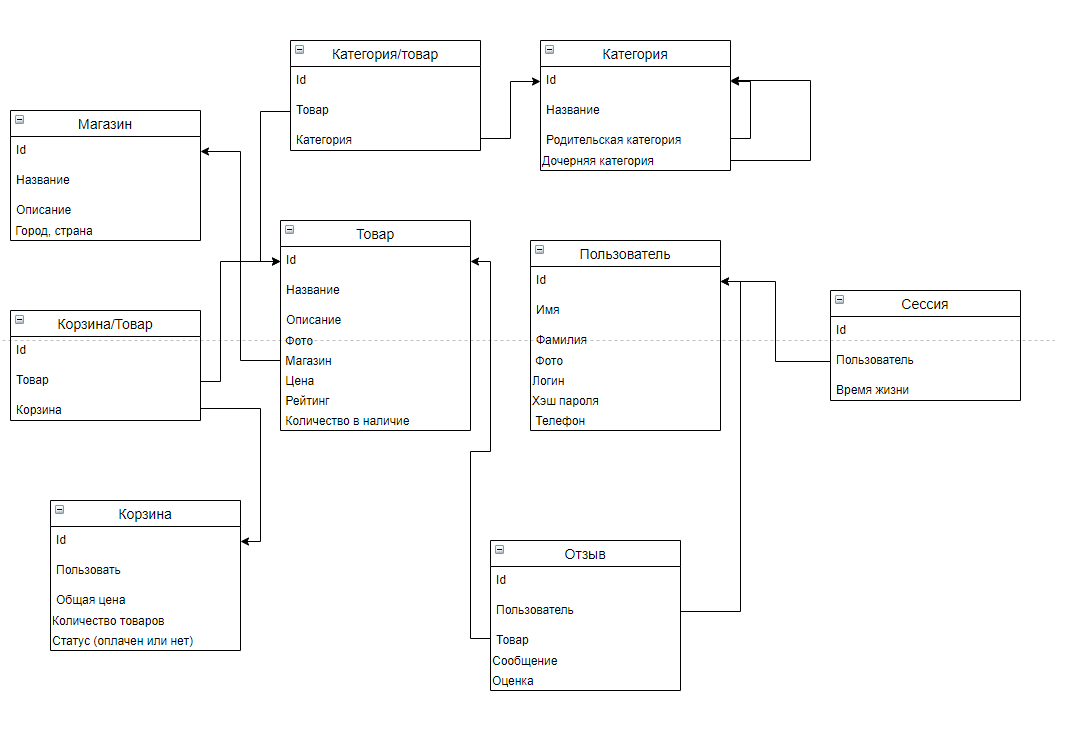 Категория/товар
Id
Товар
Категория
Категория
Id
Название
Родительская категория
Дочерняя категория
Магазин
Id
Название
Описание
Город, страна
Товар
Id
Название
Описание
Фото
Магазин
Цена
Рейтинг
Количество в наличие
Пользователь
Id
Имя
Фамилия
Фото
Логин
Хэш пароля
Телефон
Сессия
Id
Пользователь
Время жизни
Корзина/Товар
Id
Товар
Корзина
Корзина
Id
Пользовать
Общая цена
Количество товаров
Статус (оплачен или нет)
Отзыв
Id
Пользователь
Товар
Сообщение
Оценка